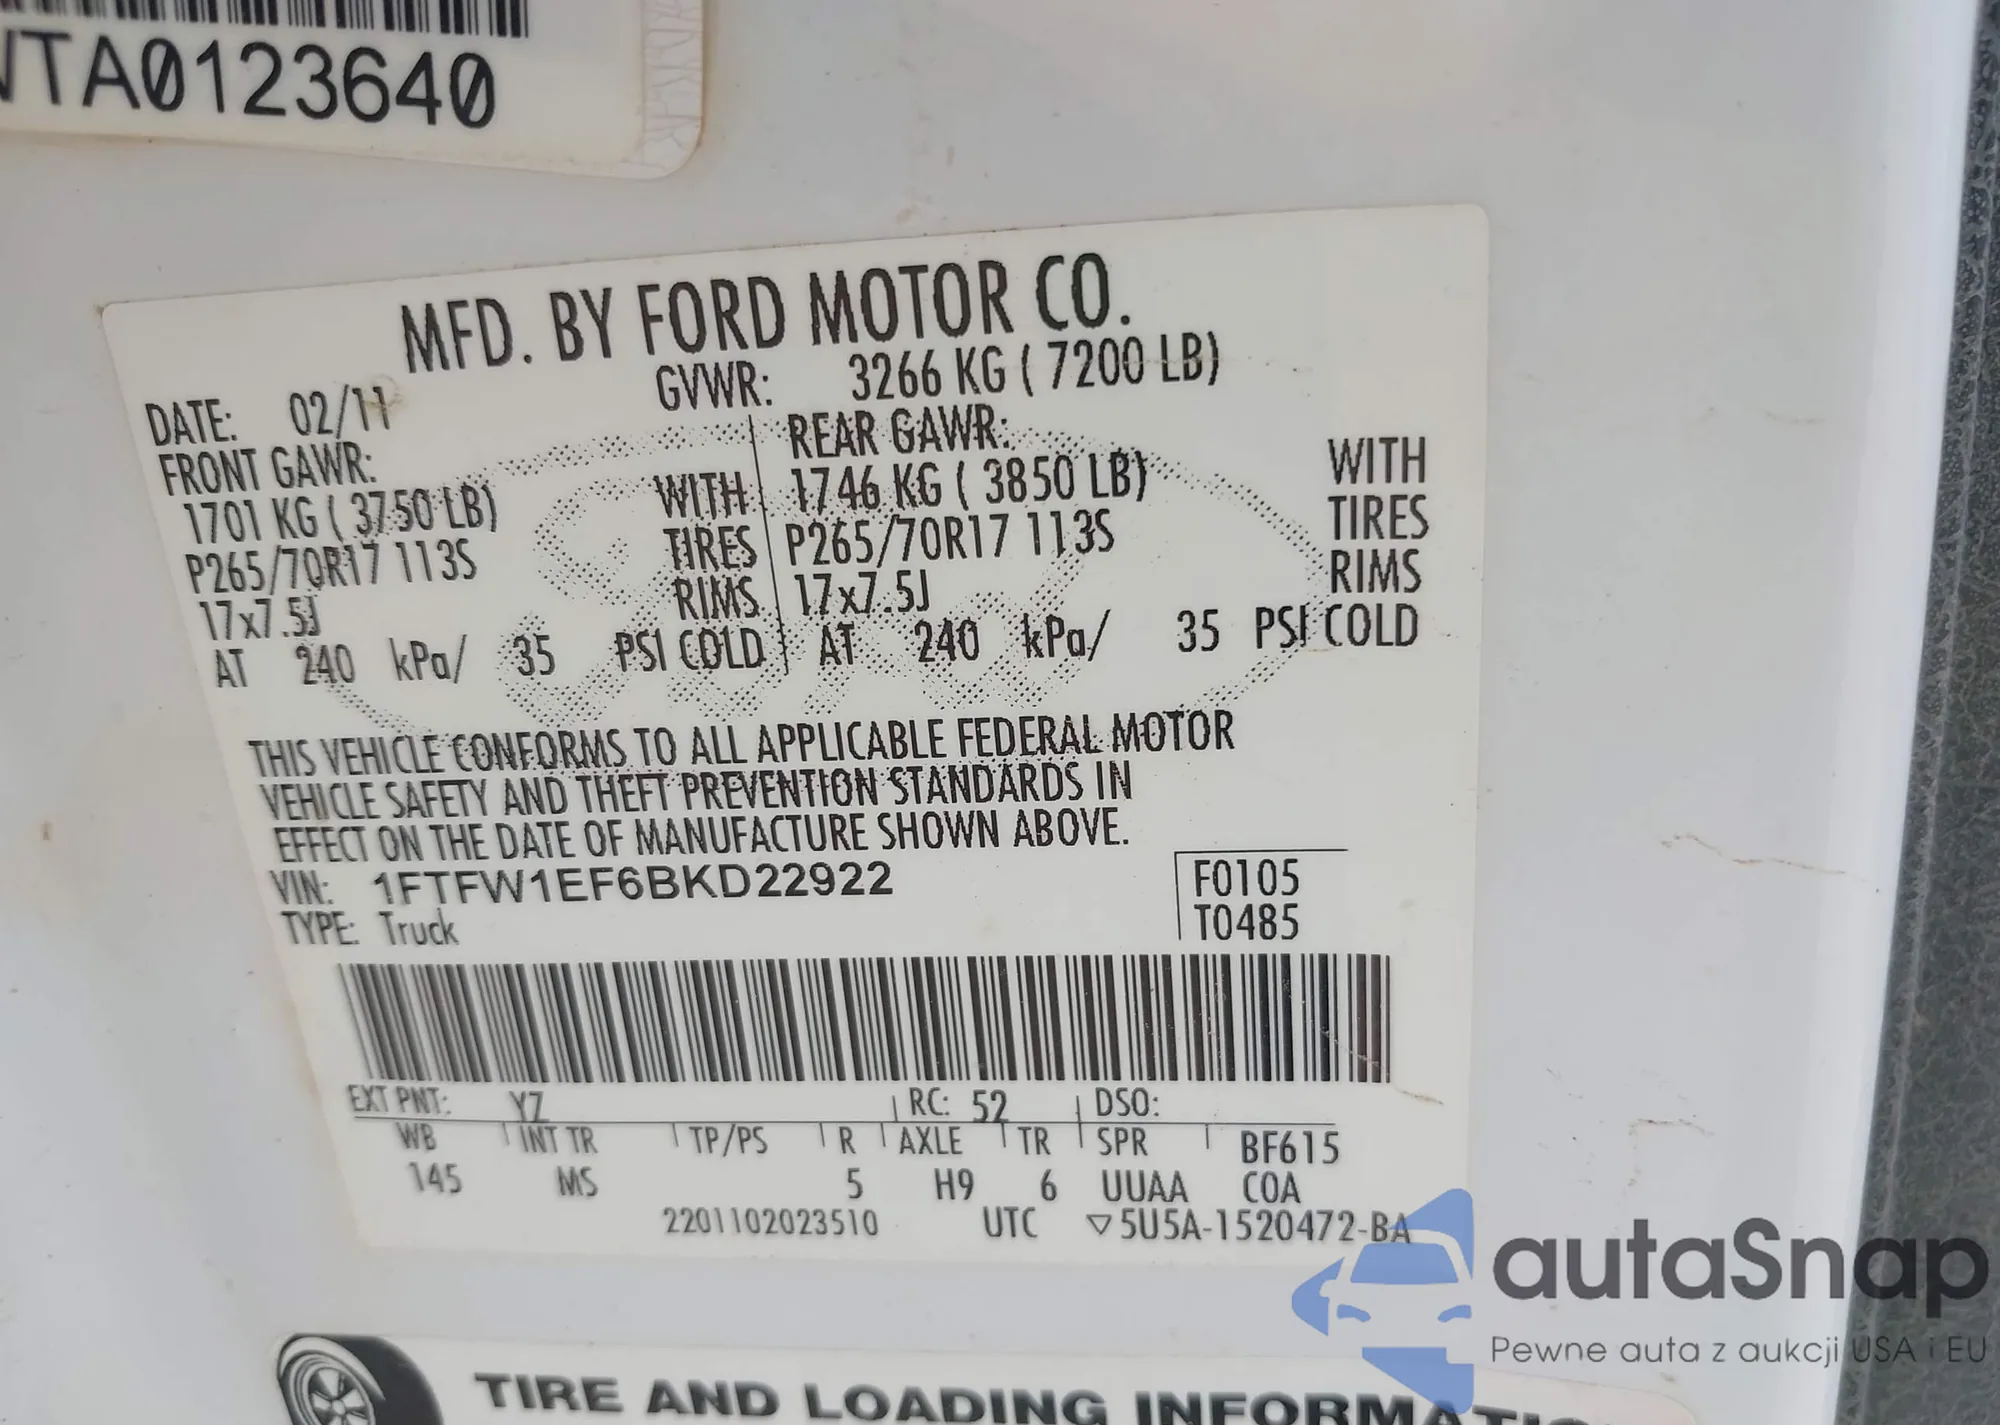 TA0123640
MFD. BY FORD MOTOR CO.
DATE: 02/11 GVWR: 3266 KG ( 7200 LB)
FRONT GAWR: REAR GAWR:
1701 KG ( 3750 LB) WITH 1746 KG ( 3850 LB) WITH
P265/70R17 113S TIRES P265/70R17 113S TIRES
17x7.5J RIMS 17x7.5J RIMS
AT 240 kPa/ 35 PSI COLD AT 240 kPa/ 35 PSI COLD
THIS VEHICLE CONFORMS TO ALL APPLICABLE FEDERAL MOTOR
VEHICLE SAFETY AND THEFT PREVENTION STANDARDS IN
EFFECT ON THE DATE OF MANUFACTURE SHOWN ABOVE.
VIN: 1FTFW1EF6BKD22922 F0105
TYPE: Truck T0485
EXT PNT: YZ RC: 52 DSO:
WB INT TR TP/PS R AXLE TR SPR BF615
145 MS 5 H9 6 UUAA COA
2201102023510 UTC ▽5U5A-1520472-BA
autaSnap
Pewne auta z aukcji USA i EU
TIRE AND LOADING INFORMATIO